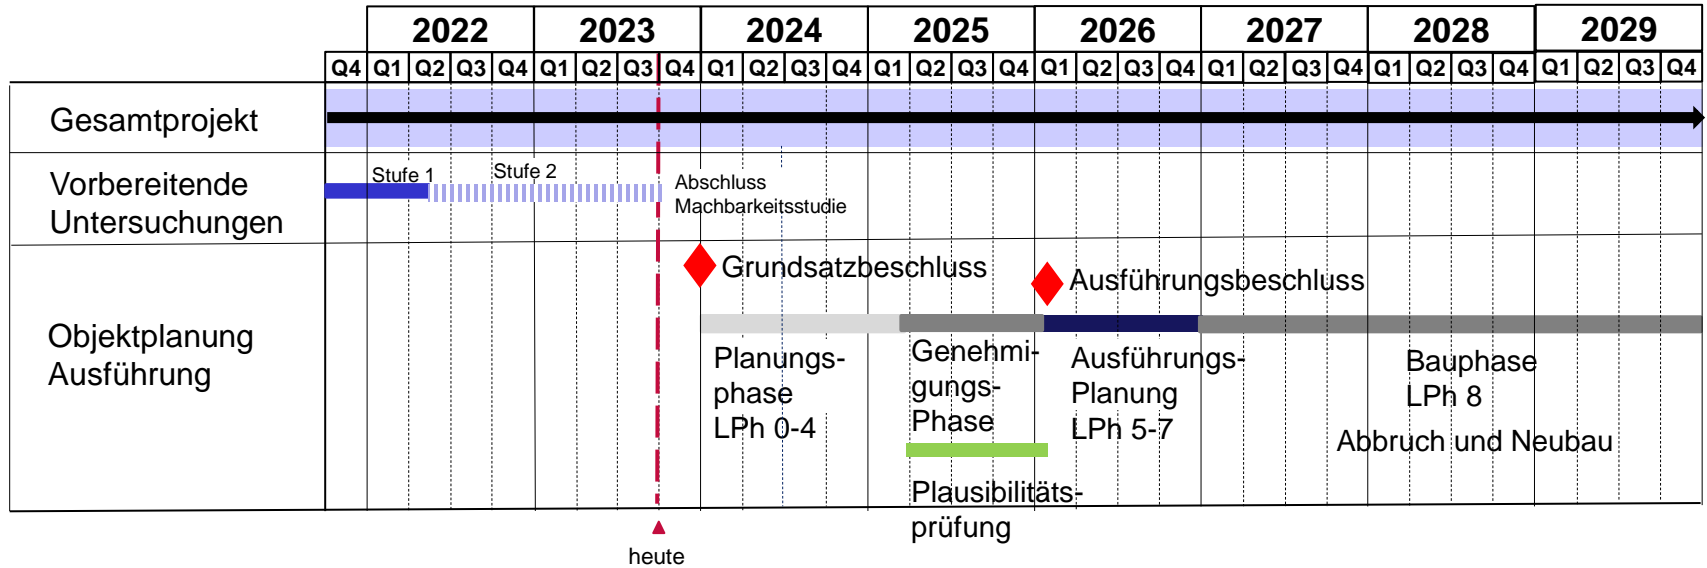 2022 2023 2024 2025 2026 2027 2028 2029
Q4 Q1 Q2 Q3 Q4 Q1 Q2 Q3 Q4 Q1 Q2 Q3 Q4 Q1 Q2 Q3 Q4 Q1 Q2 Q3 Q4 Q1 Q2 Q3 Q4 Q1 Q2 Q3 Q4 Q1 Q2 Q3 Q4
Gesamtprojekt
Vorbereitende
Untersuchungen
Stufe 1
Stufe 2
Abschluss
Machbarkeitsstudie
Objektplanung
Ausführung
Grundsatzbeschluss
Ausführungsbeschluss
Planungs-
phase
LPh 0-4
Genehmi-
gungs-
Phase
Plausibilitäts-
prüfung
Ausführungs-
Planung
LPh 5-7
Bauphase
LPh 8
Abbruch und Neubau
heute